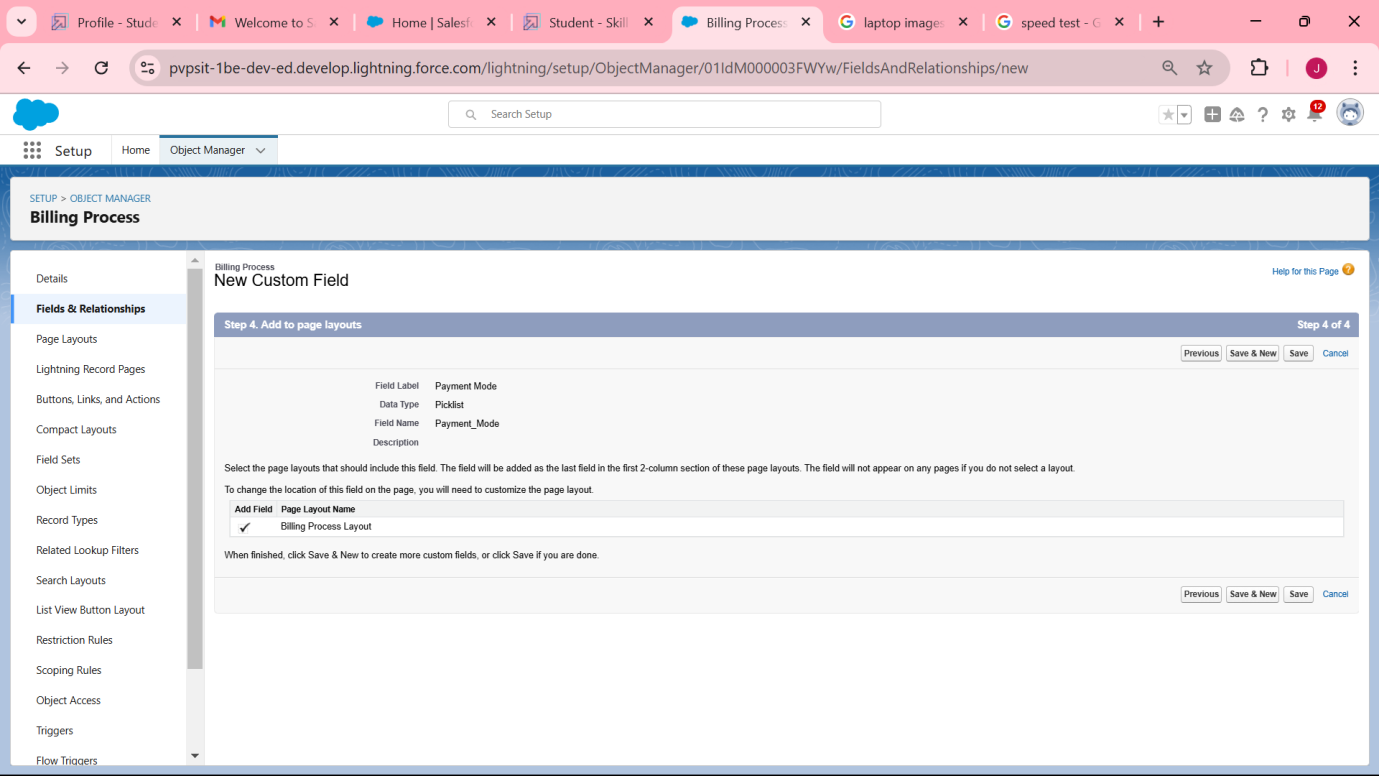 Profile - Stude
Welcome to S
Home | Salesf
Student - Skill
Billing Process
laptop images
speed test - G
pvpsit-1be-dev-ed.develop.lightning.force.com/lightning/setup/ObjectManager/01IdM000003FWYw/FieldsAndRelationships/new
J
Search Setup
12
Setup
Home
Object Manager
SETUP > OBJECT MANAGER
Billing Process
Details
Fields & Relationships
Page Layouts
Lightning Record Pages
Buttons, Links, and Actions
Compact Layouts
Field Sets
Object Limits
Record Types
Related Lookup Filters
Search Layouts
List View Button Layout
Restriction Rules
Scoping Rules
Object Access
Triggers
Flow Triggers
Billing Process
New Custom Field
Help for this Page ?
Step 4. Add to page layouts Step 4 of 4
Previous Save & New Save Cancel
Field Label Payment Mode
Data Type Picklist
Field Name Payment_Mode
Description
Select the page layouts that should include this field. The field will be added as the last field in the first 2-column section of these page layouts. The field will not appear on any pages if you do not select a layout.
To change the location of this field on the page, you will need to customize the page layout.
Add Field Page Layout Name
Billing Process Layout
When finished, click Save & New to create more custom fields, or click Save if you are done.
Previous Save & New Save Cancel